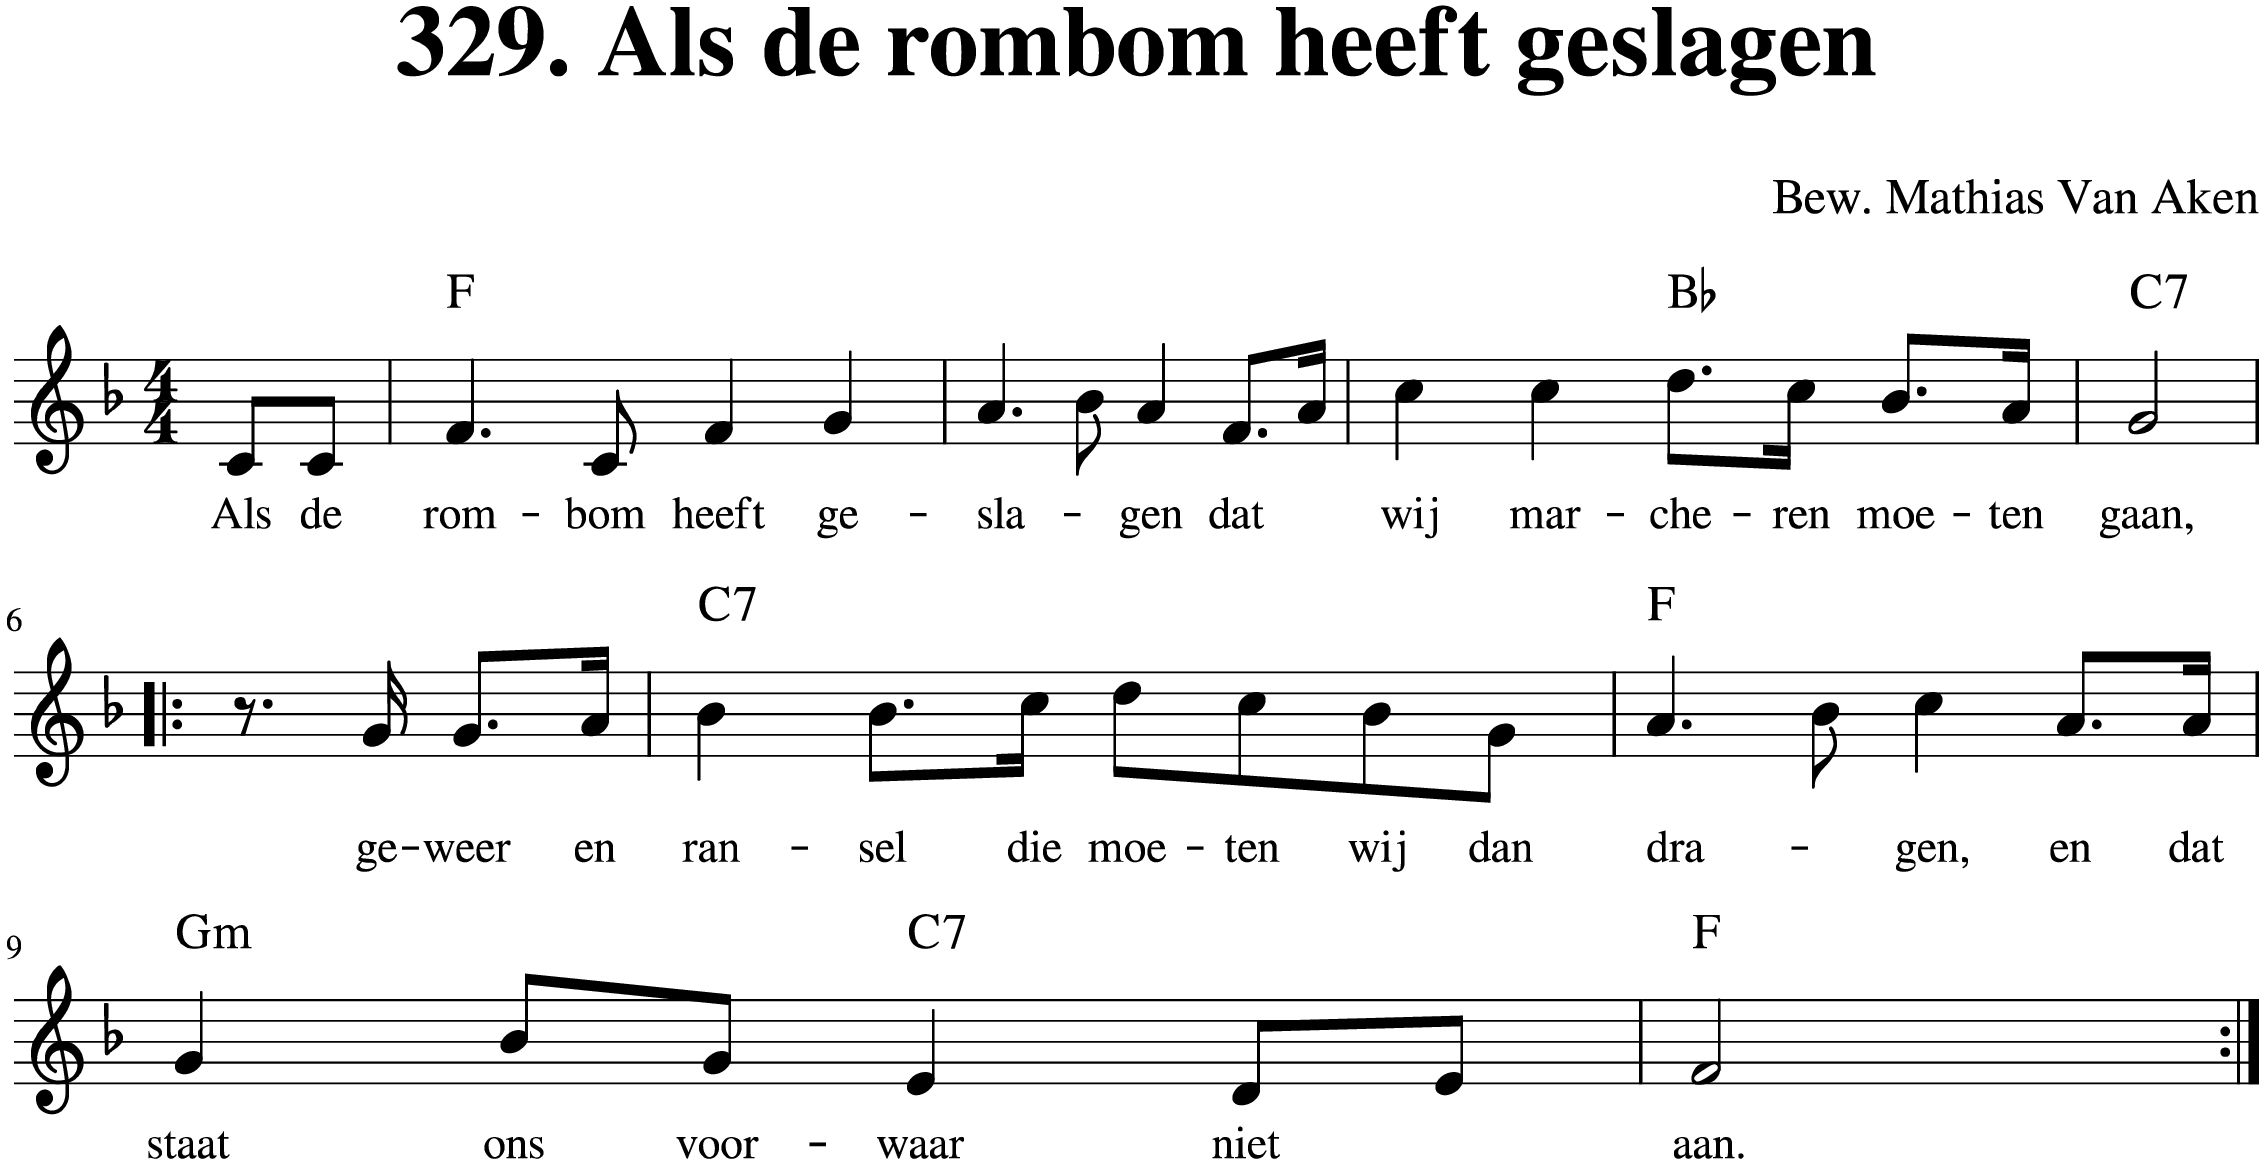 329. Als de rombom heeft geslagen
Bew. Mathias Van Aken
F B♭ C7
4
4
Als de rom - bom heeft ge - sla - gen dat wij mar - che - ren moe - ten gaan,
6
C7 F
ge - weer en ran - sel die moe - ten wij dan dra - gen, en dat
9
Gm C7 F
staat ons voor - waar niet aan.